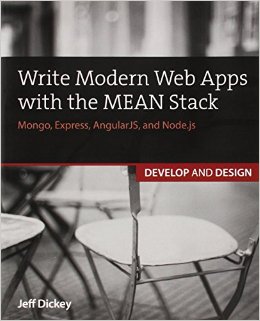 Write Modern Web Apps
with the MEAN Stack
Mongo, Express, AngularJS, and Node.js
DEVELOP AND DESIGN
Jeff Dickey